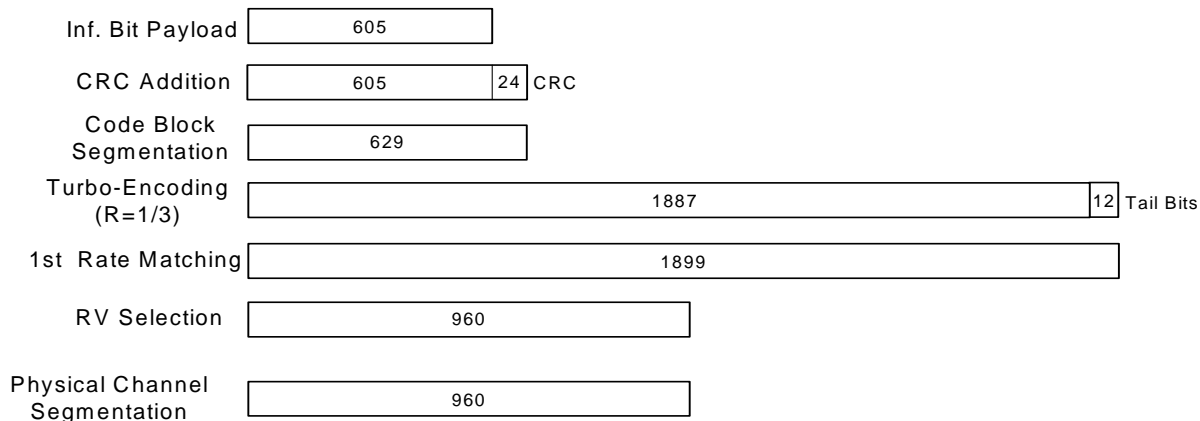 Inf. Bit Payload 605
CRC Addition 605 24 CRC
Code Block
Segmentation 629
Turbo-Encoding
(R=1/3) 1887 12 Tail Bits
1st Rate Matching 1899
RV Selection 960
Physical Channel
Segmentation 960